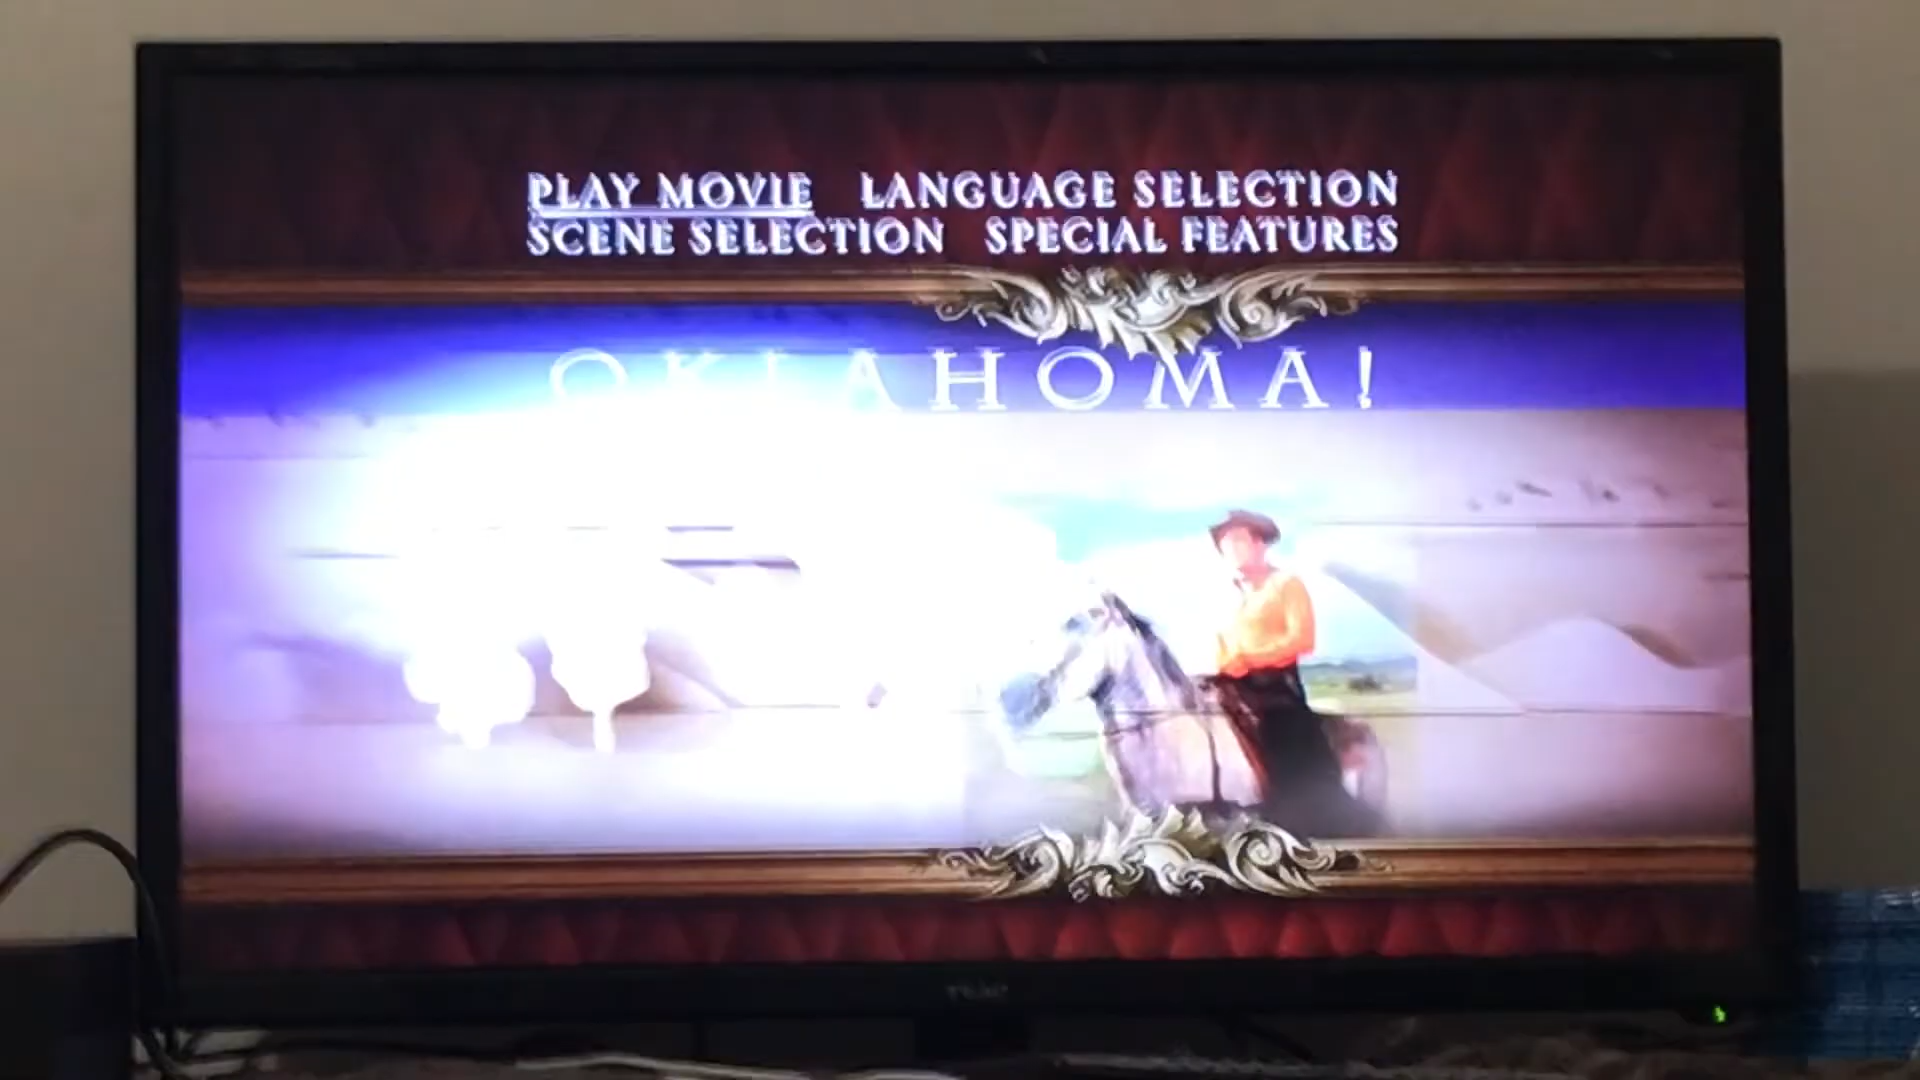 PLAY MOVIE LANGUAGE SELECTION
SCENE SELECTION SPECIAL FEATURES
OKLAHOMA!